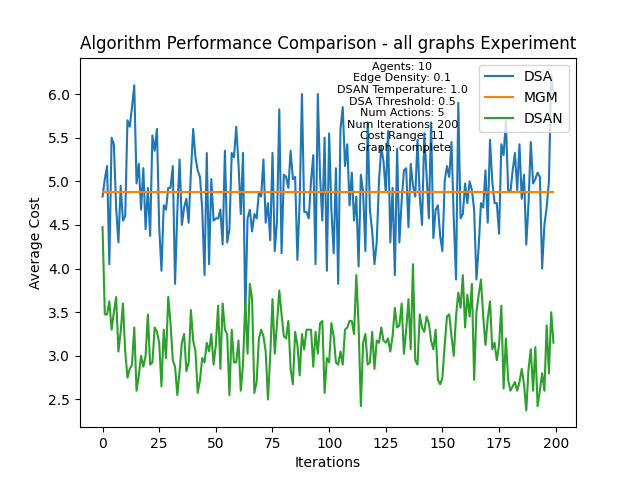 Algorithm Performance Comparison - all graphs Experiment
Agents: 10
Edge Density: 0.1
DSAN Temperature: 1.0
DSA Threshold: 0.5
Num Actions: 5
Num Iterations: 200
Cost Range: 11
Graph: complete
DSA
MGM
DSAN
Average Cost
6.0
5.5
5.0
4.5
4.0
3.5
3.0
2.5
0 25 50 75 100 125 150 175 200
Iterations